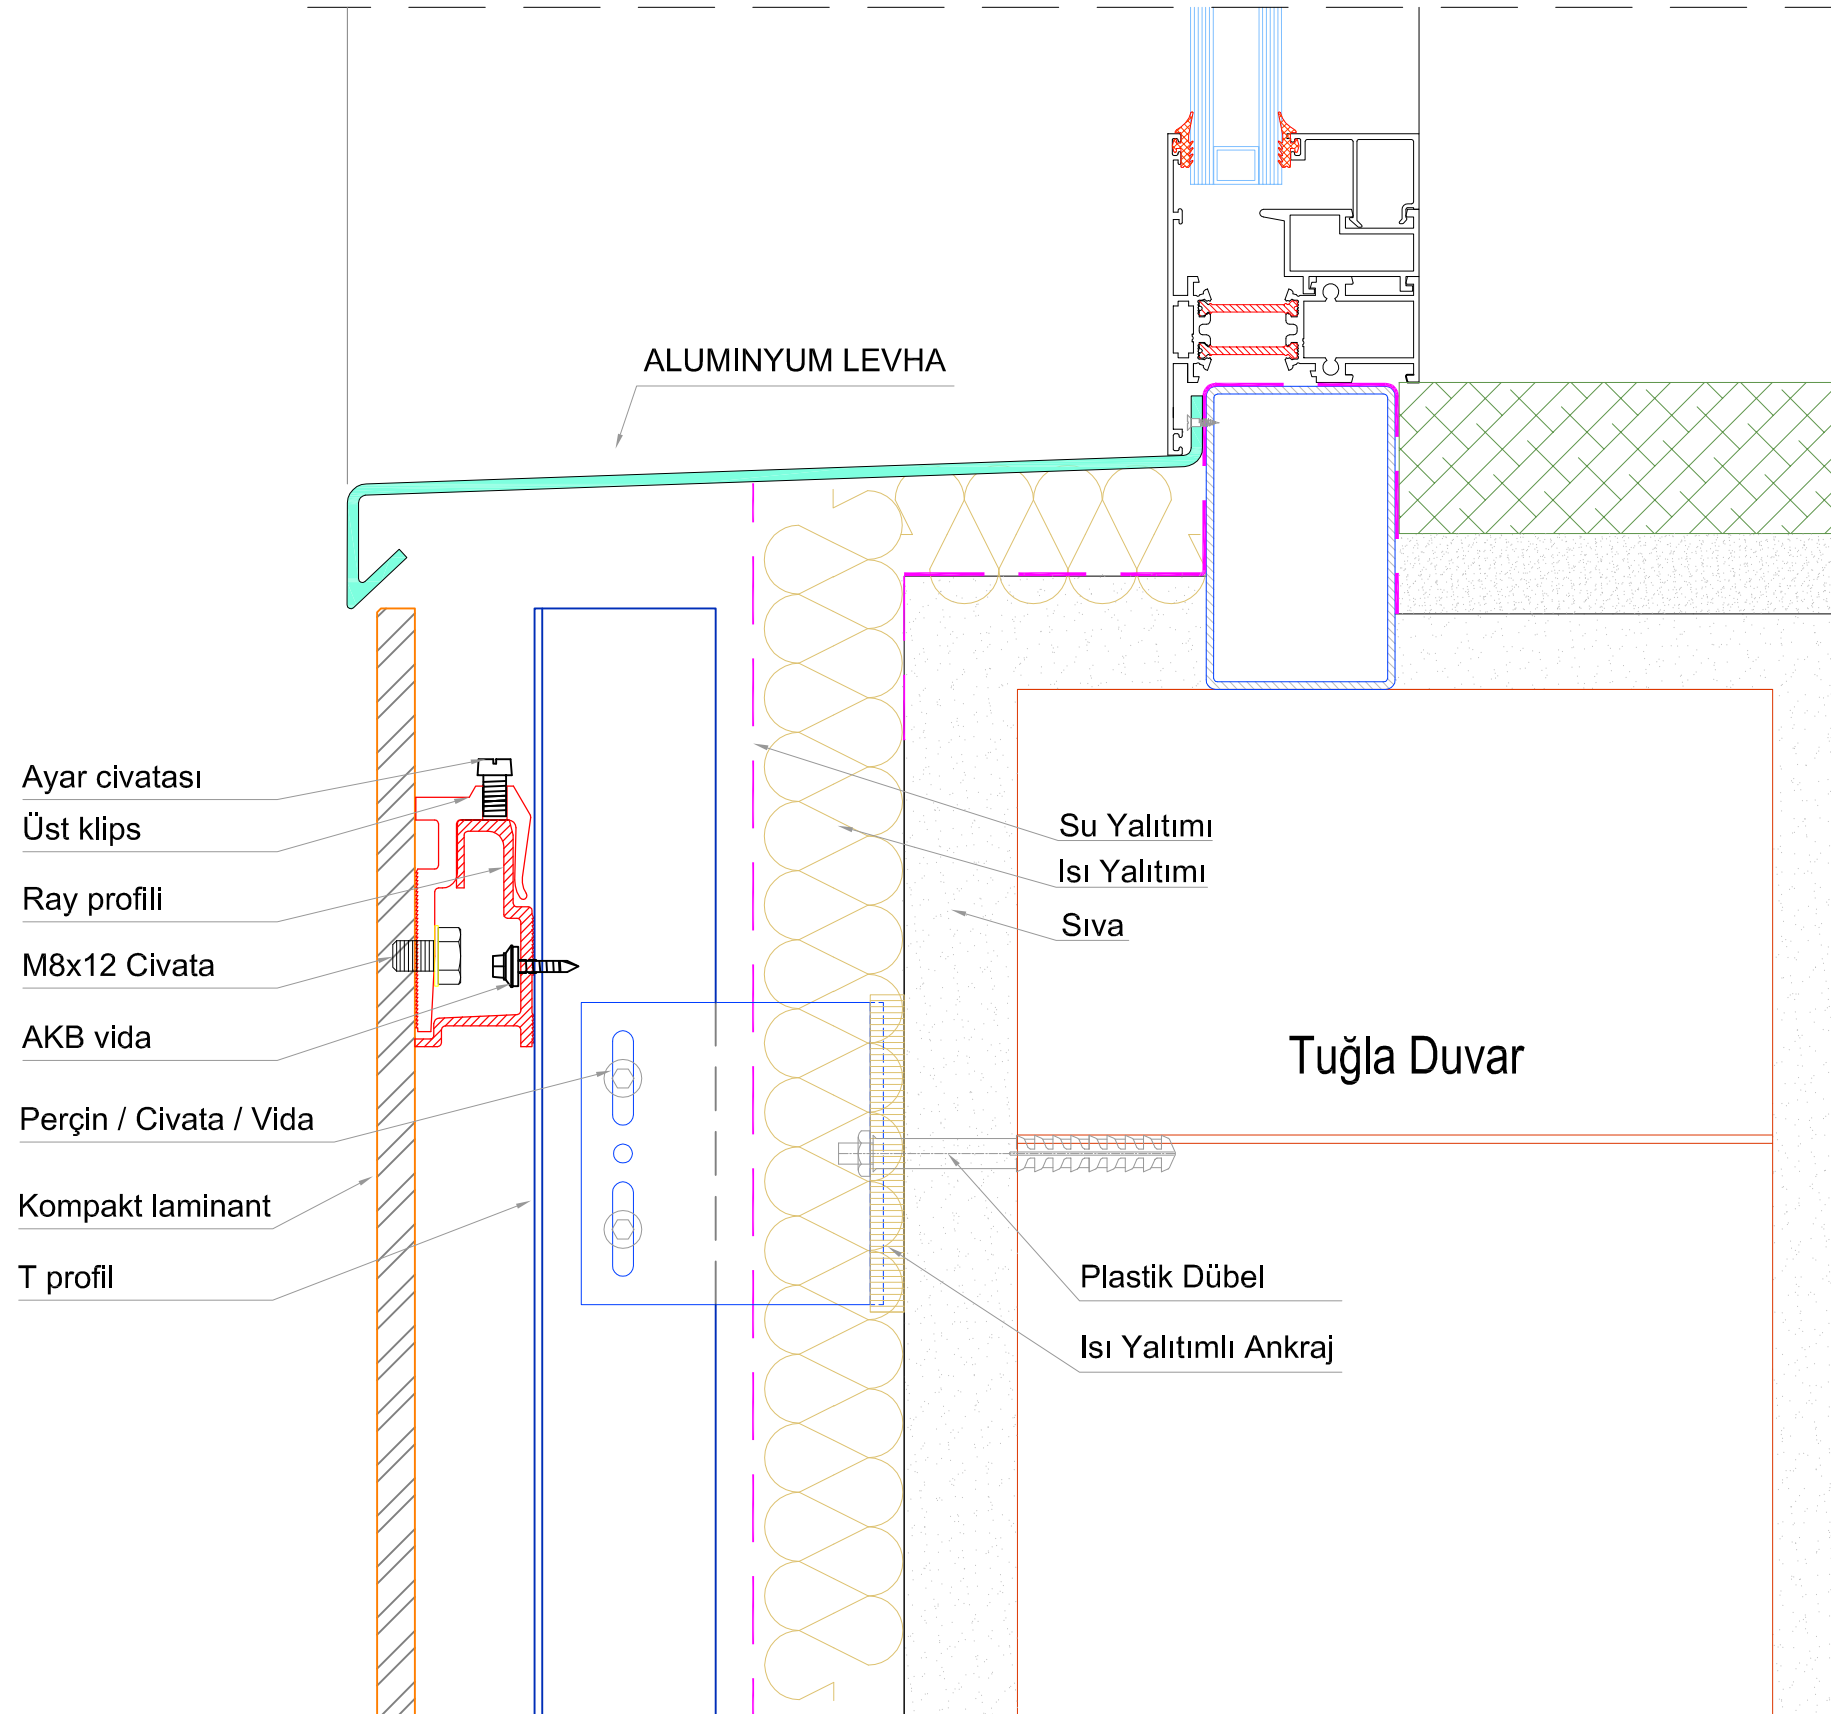 ALUMINYUM LEVHA
Ayar civatası
Üst klips
Ray profili
M8x12 Civata
AKB vida
Perçin / Civata / Vida
Kompakt laminant
T profil
Su Yalıtımı
Isı Yalıtımı
Sıva
Tuğla Duvar
Plastik Dübel
Isı Yalıtımlı Ankraj